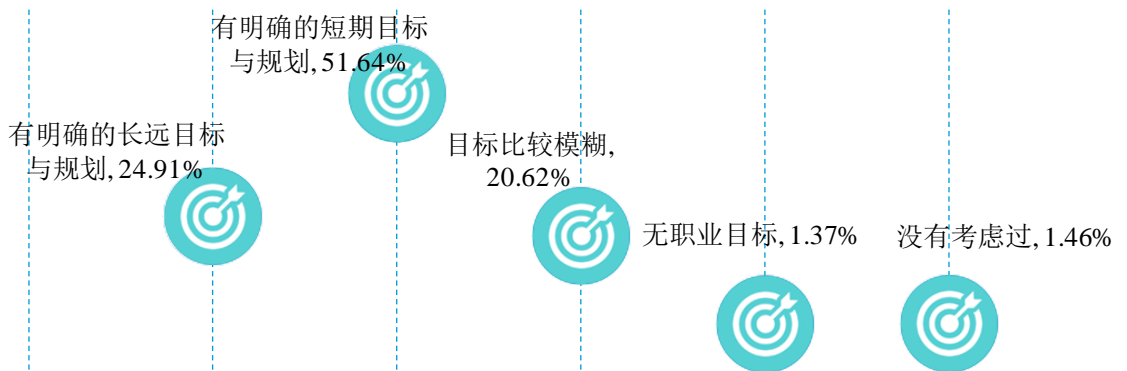 有明确的长远目标
与规划, 24.91%
有明确的短期目标
与规划, 51.64%
目标比较模糊,
20.62%
无职业目标, 1.37%
没有考虑过, 1.46%